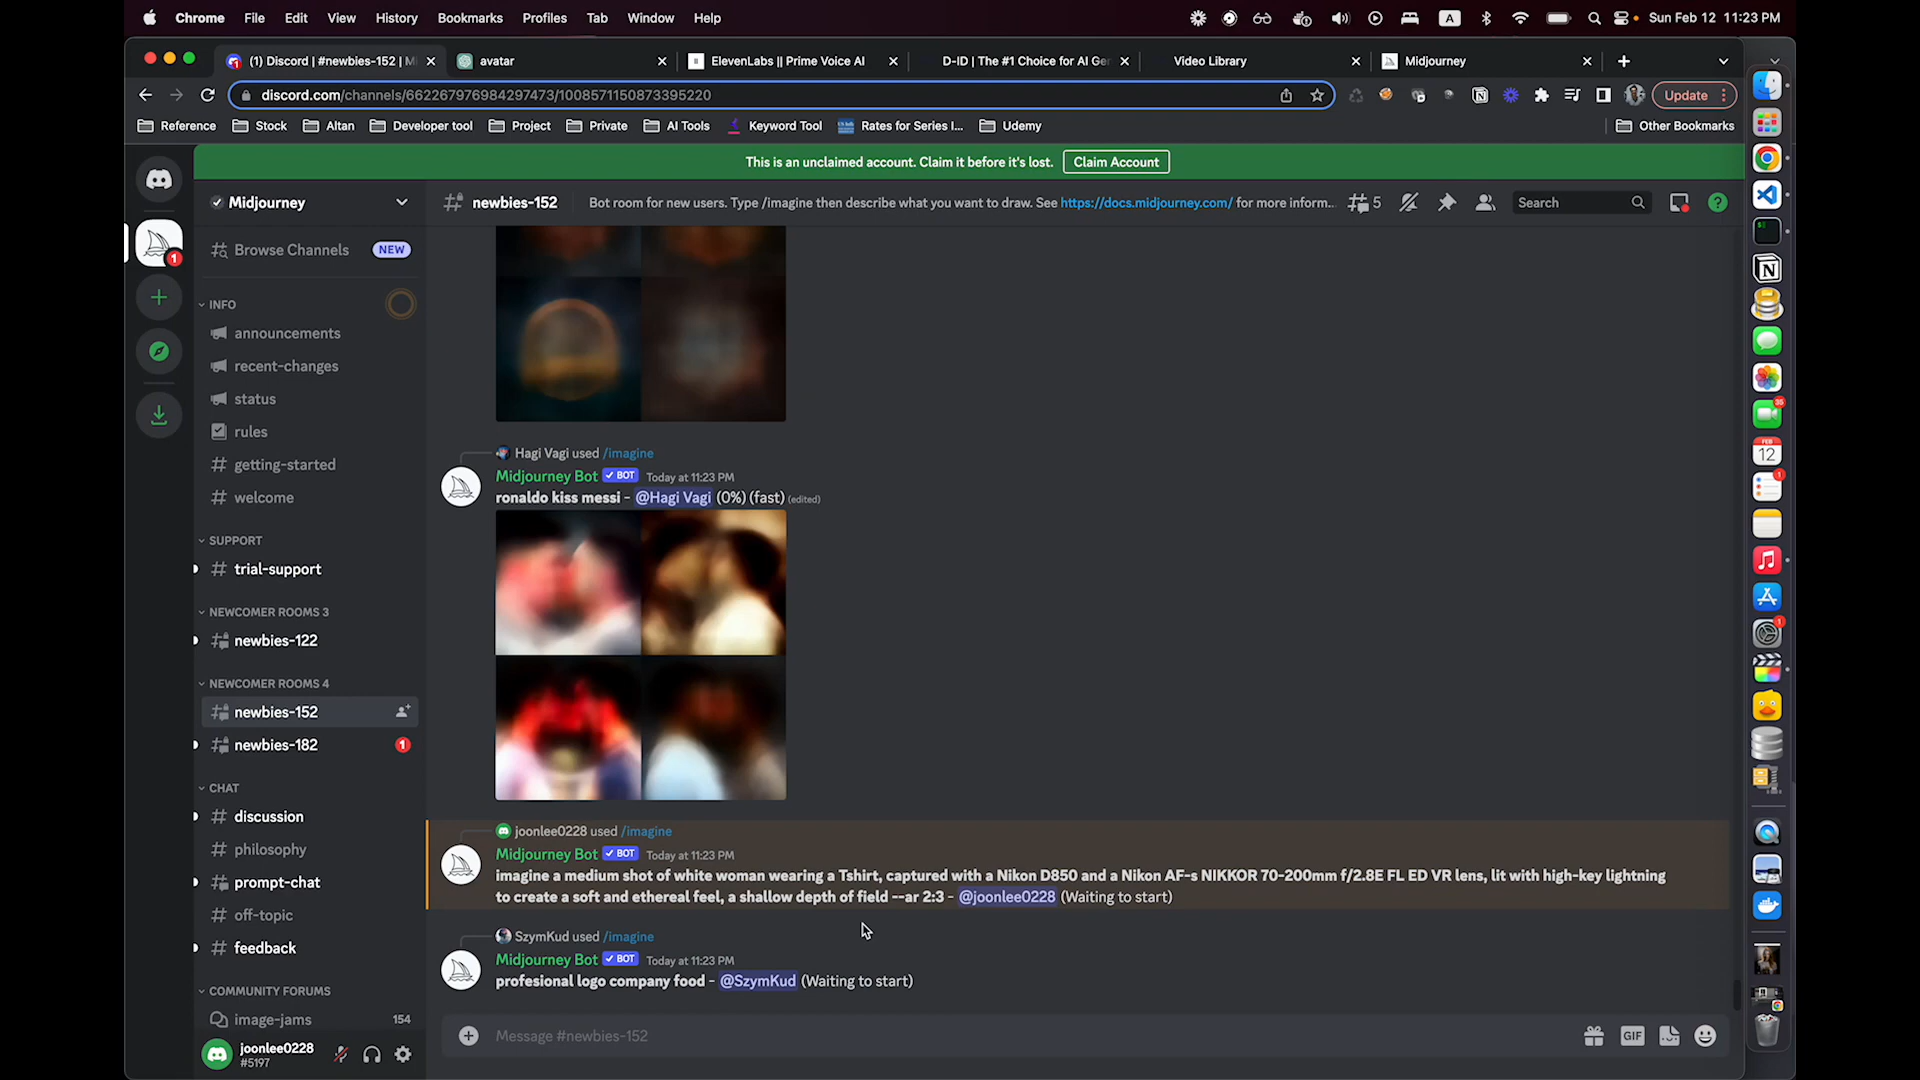 Chrome File Edit View History Bookmarks Profiles Tab Window Help A Sun Feb 12 11:23 PM
(1) Discord | #newbies-152 | M avatar ElevenLabs || Prime Voice AI D-ID | The #1 Choice for AI Ger Video Library Midjourney
discord.com/channels/662267976984297473/1008571150873395220 Update
Reference Stock Altan Developer tool Project Private AI Tools Keyword Tool Rates for Series I... Udemy Other Bookmarks
This is an unclaimed account. Claim it before it's lost. Claim Account
Midjourney newbies-152 Bot room for new users. Type /imagine then describe what you want to draw. See https://docs.midjourney.com/ for more inform... 5 Search
1
Browse Channels NEW
INFO
announcements
recent-changes
status
rules
getting-started
welcome
SUPPORT
trial-support
NEWCOMER ROOMS 3
newbies-122
NEWCOMER ROOMS 4
newbies-152
newbies-182 1
CHAT
discussion
philosophy
prompt-chat
off-topic
feedback
COMMUNITY FORUMS
image-jams 154
joonlee0228
#5197
Hagi Vagi used /imagine
Midjourney Bot BOT Today at 11:23 PM
ronaldo kiss messi - @Hagi Vagi (0%) (fast) (edited)
joonlee0228 used /imagine
Midjourney Bot BOT Today at 11:23 PM
imagine a medium shot of white woman wearing a Tshirt, captured with a Nikon D850 and a Nikon AF-s NIKKOR 70-200mm f/2.8E FL ED VR lens, lit with high-key lightning
to create a soft and ethereal feel, a shallow depth of field --ar 2:3 - @joonlee0228 (Waiting to start)
SzymKud used /imagine
Midjourney Bot BOT Today at 11:23 PM
profesional logo company food - @SzymKud (Waiting to start)
Message #newbies-152 GIF
35
FEB
12
1
1